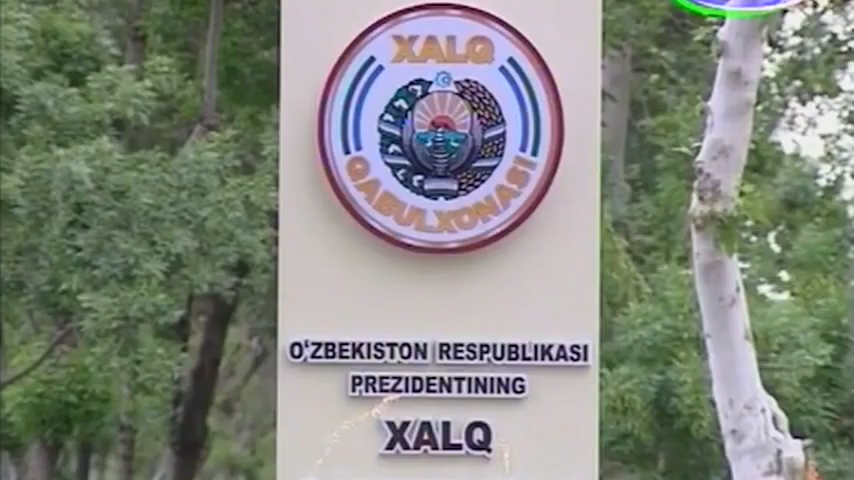 XALQ
QABULXONASI
O'ZBEKISTON RESPUBLIKASI
PREZIDENTINING
XALQ